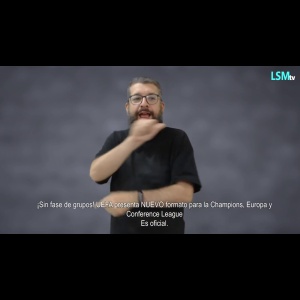 LSMtv
¡Sin fase de grupos! UEFA presenta NUEVO formato para la Champions, Europa y
Conference League
Es oficial.